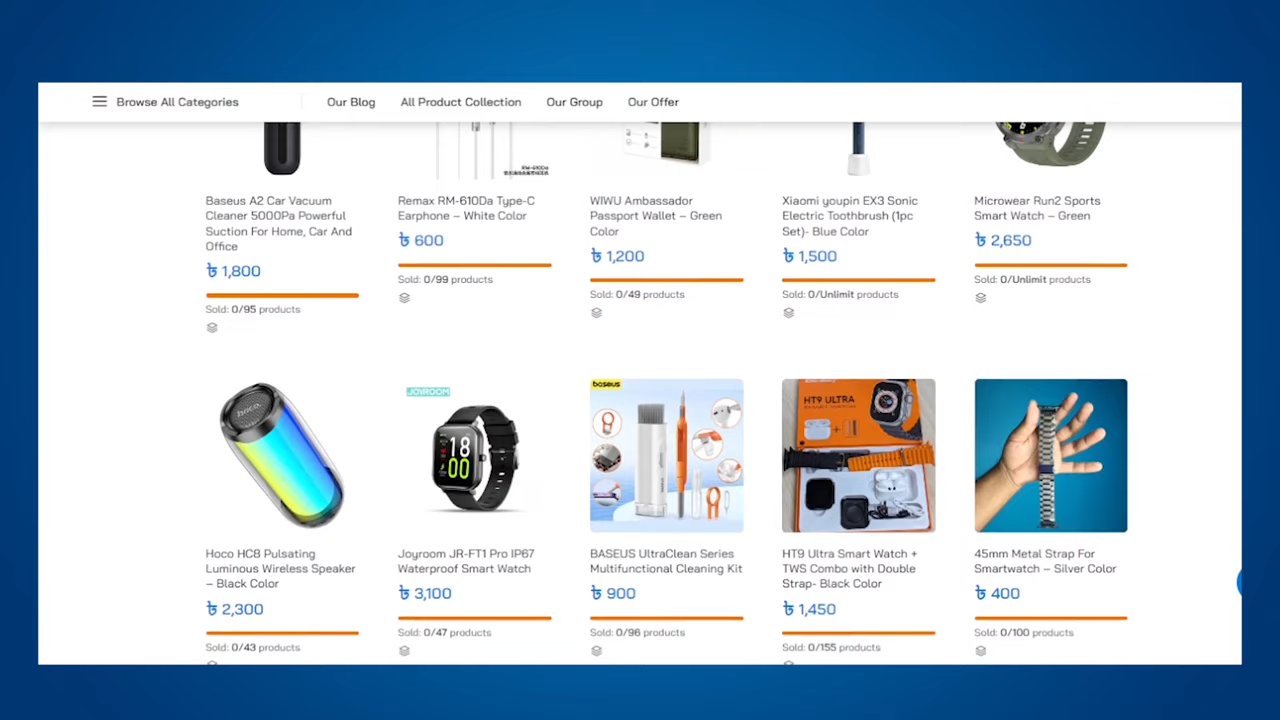 Browse All Categories
Our Blog
All Product Collection
Our Group
Our Offer
RM-610Da
Baseus A2 Car Vacuum
Cleaner 5000Pa Powerful
Suction For Home, Car And
Office
৳ 1,800
Sold: 0/95 products
Remax RM-610Da Type-C
Earphone – White Color
৳ 600
Sold: 0/99 products
WIWU Ambassador
Passport Wallet – Green
Color
৳ 1,200
Sold: 0/49 products
Xiaomi youpin EX3 Sonic
Electric Toothbrush (1pc
Set)- Blue Color
৳ 1,500
Sold: 0/Unlimit products
Microwear Run2 Sports
Smart Watch – Green
৳ 2,650
Sold: 0/Unlimit products
hoco.
Hoco HC8 Pulsating
Luminous Wireless Speaker
– Black Color
৳ 2,300
Sold: 0/43 products
JOYROOM
18
00
Joyroom JR-FT1 Pro IP67
Waterproof Smart Watch
৳ 3,100
Sold: 0/47 products
baseus
BASEUS UltraClean Series
Multifunctional Cleaning Kit
৳ 900
Sold: 0/96 products
HT9 ULTRA
HT9 Ultra Smart Watch +
TWS Combo with Double
Strap- Black Color
৳ 1,450
Sold: 0/155 products
45mm Metal Strap For
Smartwatch – Silver Color
৳ 400
Sold: 0/100 products